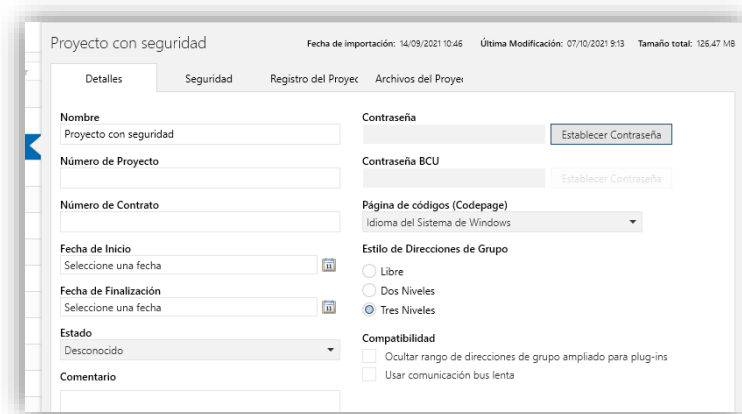 Proyecto con seguridad
Fecha de importación: 14/09/2021 10:46 Última Modificación: 07/10/2021 9:13 Tamaño total: 126,47 MB
Detalles Seguridad Registro del Proyec Archivos del Proye
Nombre
Proyecto con seguridad
Número de Proyecto
Número de Contrato
Fecha de Inicio
Seleccione una fecha
Fecha de Finalización
Seleccione una fecha
Estado
Desconocido
Comentario
Contraseña
Establecer Contraseña
Contraseña BCU
Establecer Contraseña
Página de códigos (Codepage)
Idioma del Sistema de Windows
Estilo de Direcciones de Grupo
Libre
Dos Niveles
Tres Niveles
Compatibilidad
Ocultar rango de direcciones de grupo ampliado para plug-ins
Usar comunicación bus lenta